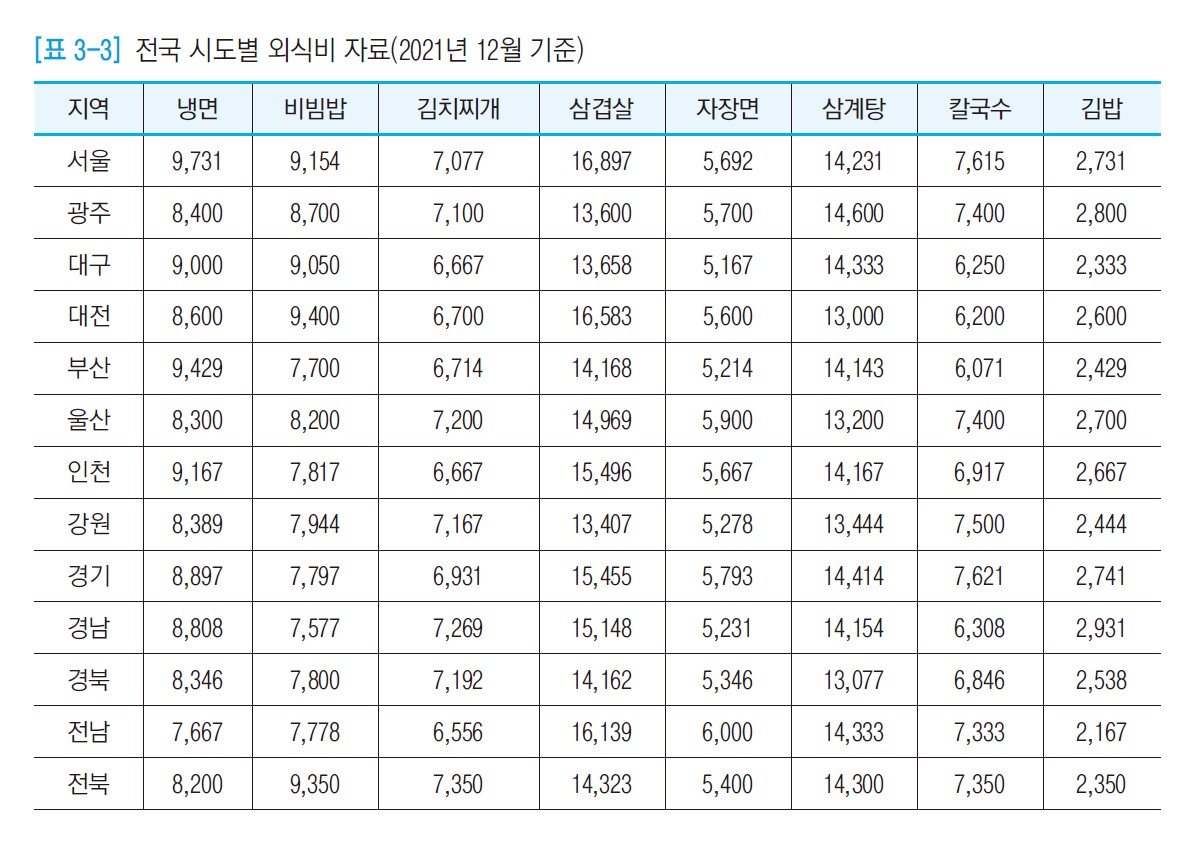 [표 3-3] 전국 시도별 외식비 자료(2021년 12월 기준)
지역 냉면 비빔밥 김치찌개 삼겹살 자장면 삼계탕 칼국수 김밥
서울 9,731 9,154 7,077 16,897 5,692 14,231 7,615 2,731
광주 8,400 8,700 7,100 13,600 5,700 14,600 7,400 2,800
대구 9,000 9,050 6,667 13,658 5,167 14,333 6,250 2,333
대전 8,600 9,400 6,700 16,583 5,600 13,000 6,200 2,600
부산 9,429 7,700 6,714 14,168 5,214 14,143 6,071 2,429
울산 8,300 8,200 7,200 14,969 5,900 13,200 7,400 2,700
인천 9,167 7,817 6,667 15,496 5,667 14,167 6,917 2,667
강원 8,389 7,944 7,167 13,407 5,278 13,444 7,500 2,444
경기 8,897 7,797 6,931 15,455 5,793 14,414 7,621 2,741
경남 8,808 7,577 7,269 15,148 5,231 14,154 6,308 2,931
경북 8,346 7,800 7,192 14,162 5,346 13,077 6,846 2,538
전남 7,667 7,778 6,556 16,139 6,000 14,333 7,333 2,167
전북 8,200 9,350 7,350 14,323 5,400 14,300 7,350 2,350